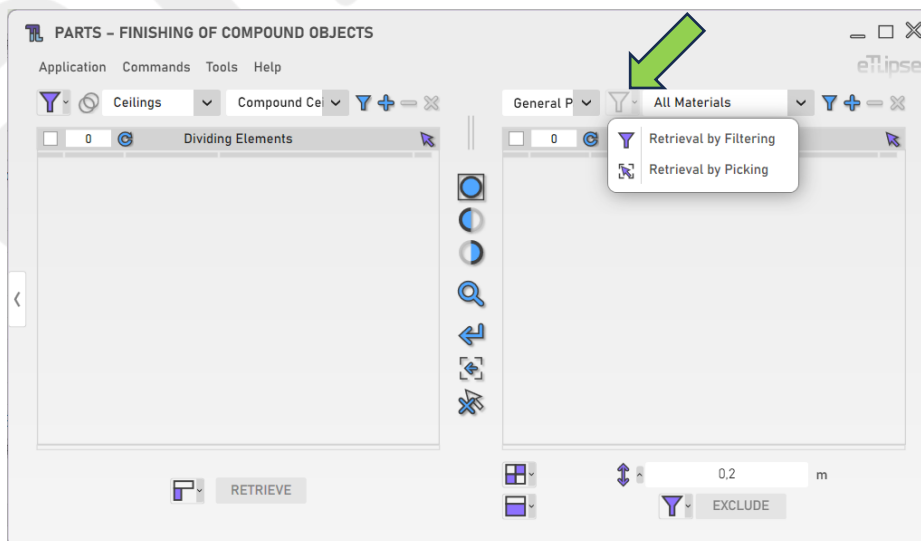 PARTS – FINISHING OF COMPOUND OBJECTS
Application Commands Tools Help
eTLipse
Ceilings Compound Cei
General P All Materials
0 Dividing Elements
0
Retrieval by Filtering
Retrieval by Picking
0,2 m
RETRIEVE
EXCLUDE